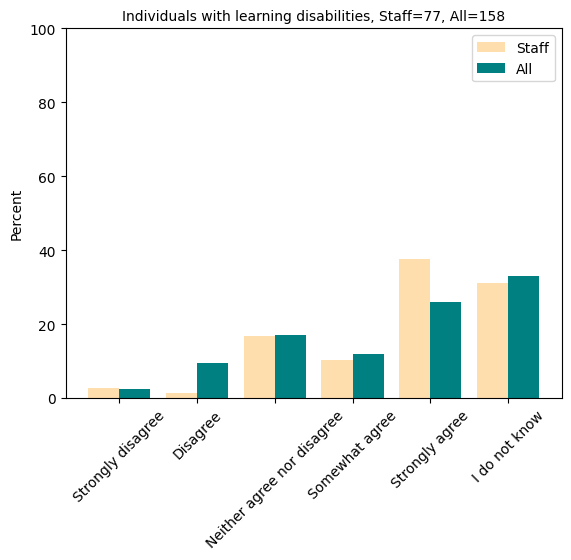 Individuals with learning disabilities, Staff=77, All=158
Staff
All
Percent
100
80
60
40
20
0
Strongly disagree
Disagree
Neither agree nor disagree
Somewhat agree
Strongly agree
I do not know